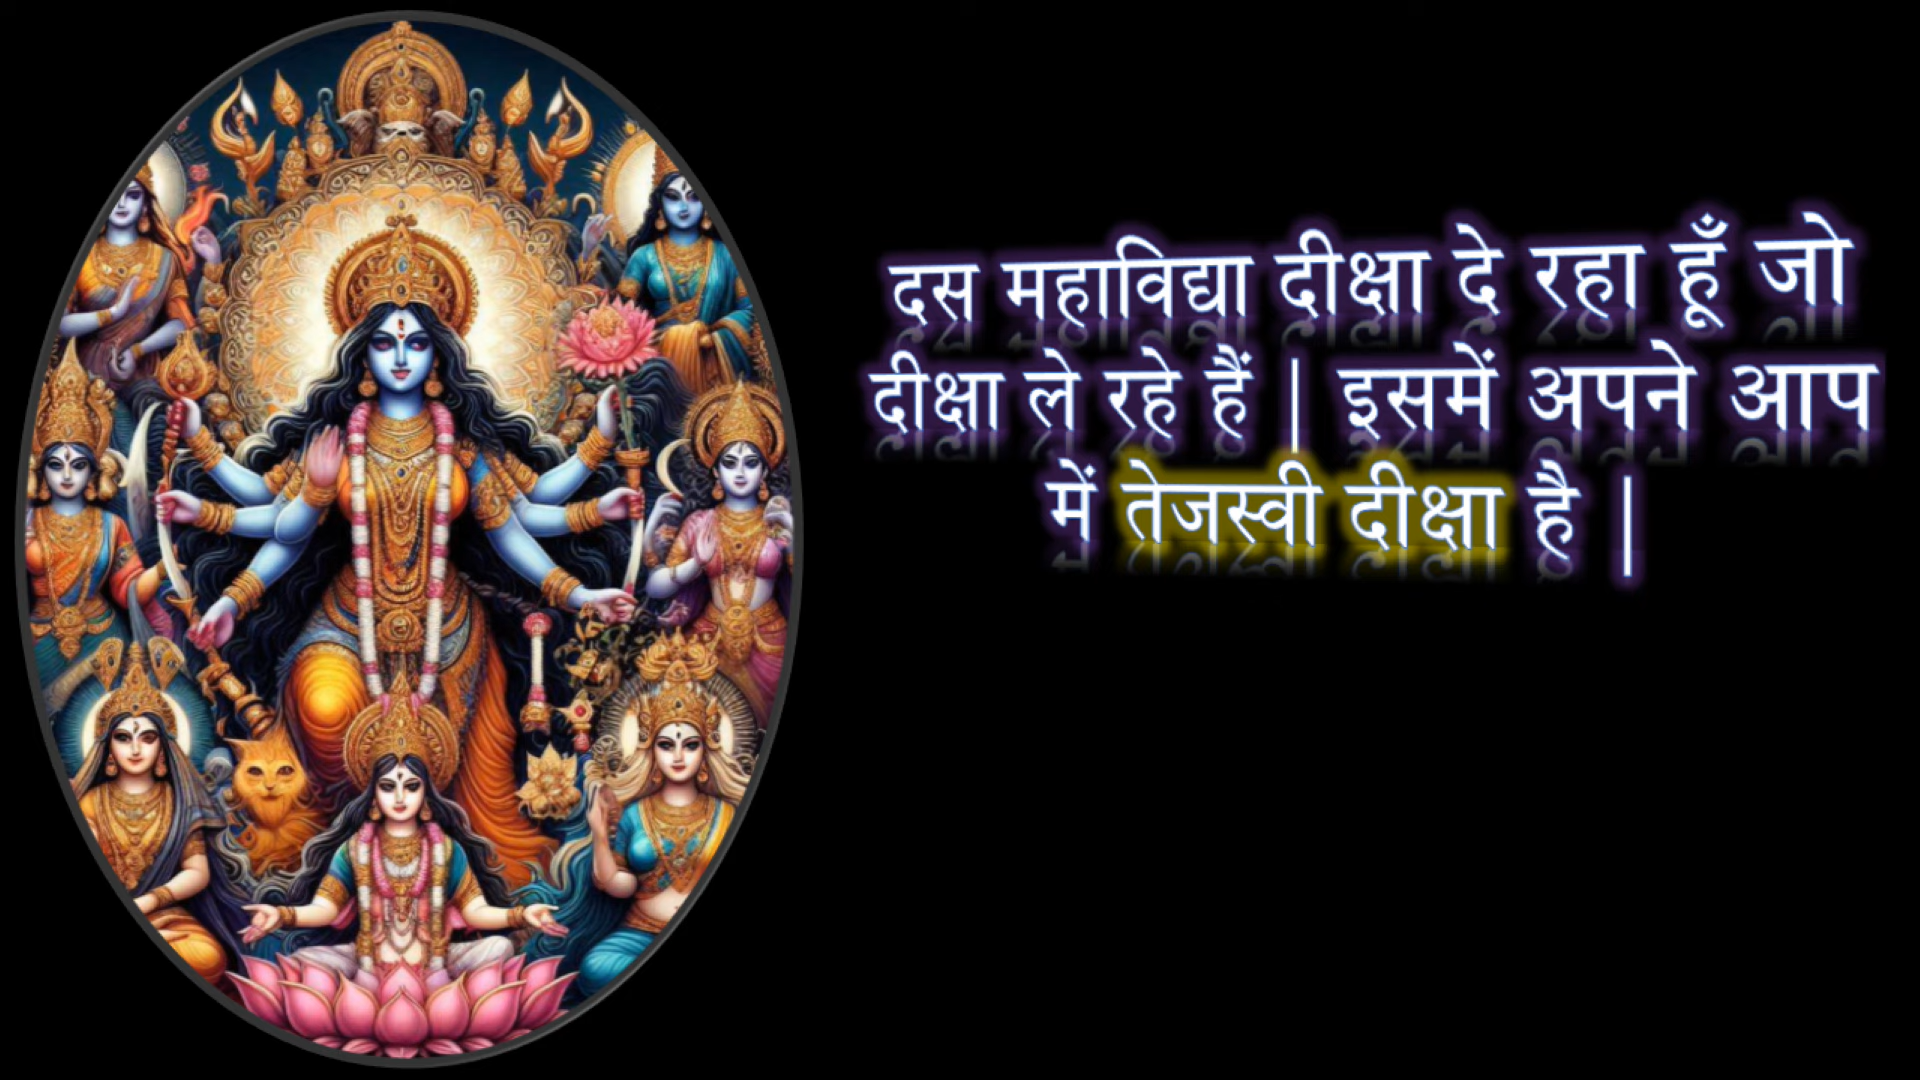 दस महाविद्या दीक्षा दे रहा हूँ जो
दीक्षा ले रहे हैं | इसमें अपने आप
में तेजस्वी दीक्षा है |